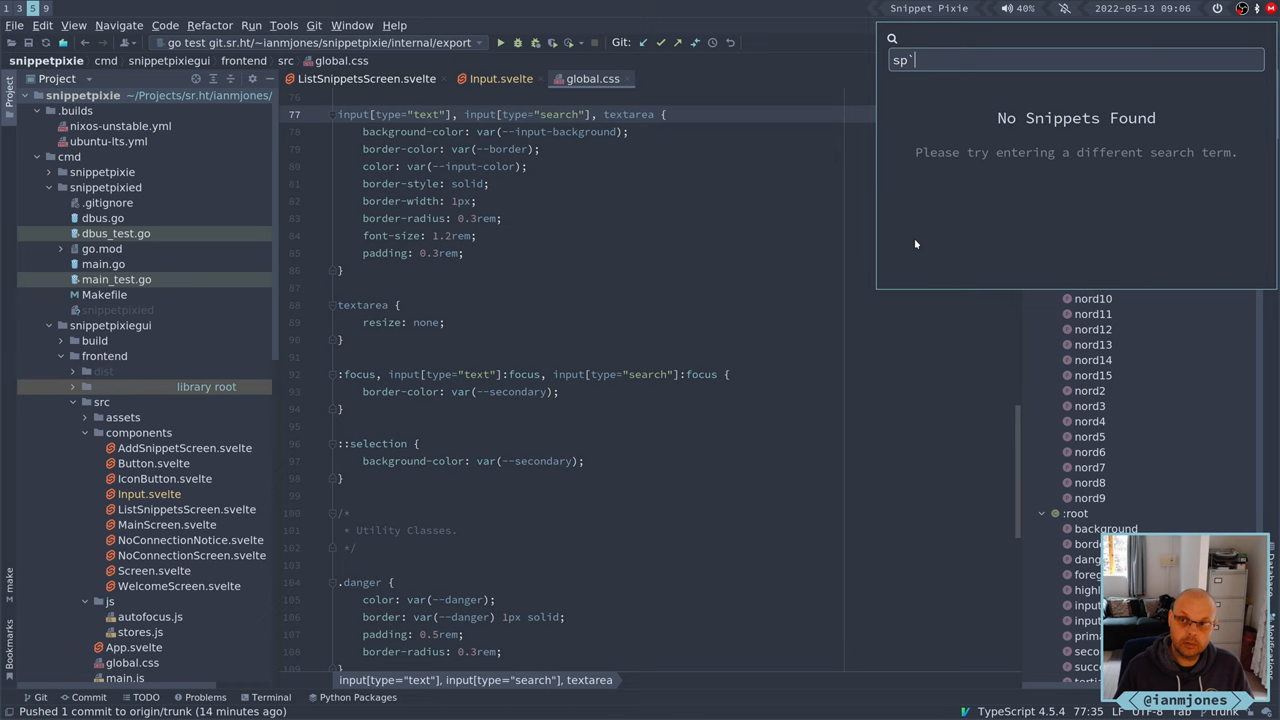 1 3 5 9
Snippet Pixie
40%
2022-05-13 09:06
File Edit View Navigate Code Refactor Run Tools Git Window Help
go test git.sr.ht/~ianmjones/snippetpixie/internal/export
Git:
snippetpixie cmd snippetpixiegui frontend src global.css
Project
Project
ListSnippetsScreen.svelte
Input.svelte
global.css
snippetpixie ~/Projects/sr.ht/ianmjones/
.builds
nixos-unstable.yml
ubuntu-lts.yml
cmd
snippetpixie
snippetpixied
.gitignore
dbus.go
dbus_test.go
go.mod
main.go
main_test.go
Makefile
snippetpixied
snippetpixiegui
build
frontend
dist
library root
src
assets
components
AddSnippetScreen.svelte
Button.svelte
IconButton.svelte
Input.svelte
ListSnippetsScreen.svelte
MainScreen.svelte
NoConnectionNotice.svelte
NoConnectionScreen.svelte
Screen.svelte
WelcomeScreen.svelte
js
autofocus.js
stores.js
App.svelte
global.css
main.js
make
Bookmarks
76
77 input[type="text"], input[type="search"], textarea {
78 background-color: var(--input-background);
79 border-color: var(--border);
80 color: var(--input-color);
81 border-style: solid;
82 border-width: 1px;
83 border-radius: 0.3rem;
84 font-size: 1.2rem;
85 padding: 0.3rem;
86 }
87
88 textarea {
89 resize: none;
90 }
91
92 :focus, input[type="text"]:focus, input[type="search"]:focus {
93 border-color: var(--secondary);
94 }
95
96 ::selection {
97 background-color: var(--secondary);
98 }
99
100 /*
101 * Utility Classes.
102 */
103
104 .danger {
105 color: var(--danger);
106 border: var(--danger) 1px solid;
107 padding: 0.5rem;
108 border-radius: 0.3rem;
109 }
input[type="text"], input[type="search"], textarea
sp`
No Snippets Found
Please try entering a different search term.
nord10
nord11
nord12
nord13
nord14
nord15
nord2
nord3
nord4
nord5
nord6
nord7
nord8
nord9
:root
background
Database
Notifications
@ianmjones
Git Commit TODO Problems Terminal Python Packages
Pushed 1 commit to origin/trunk (14 minutes ago)
TypeScript 4.5.4 77:35 LF UTF-8 Tab trunk